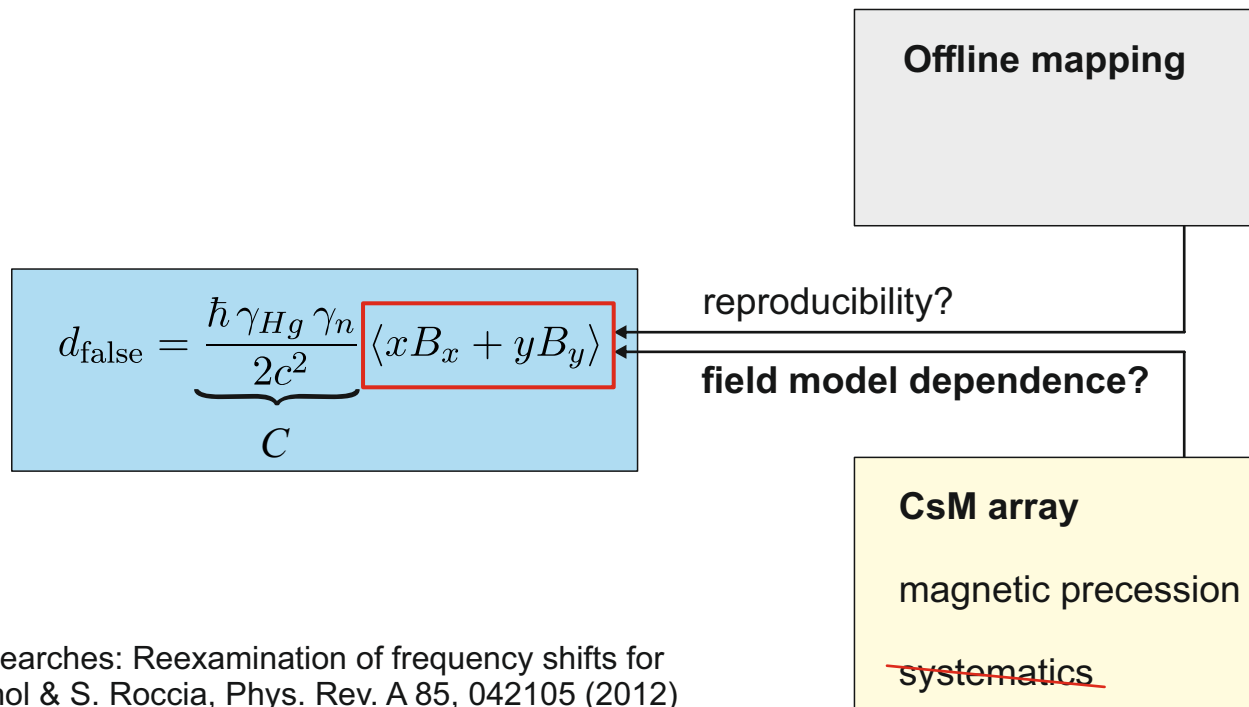 Offline mapping
reproducibility?
d_false = ħ γ_Hg γ_n / 2c² ⟨xB_x + yB_y⟩
C
field model dependence?
CsM array
magnetic precession
systematics
earches: Reexamination of frequency shifts for
nol & S. Roccia, Phys. Rev. A 85, 042105 (2012)